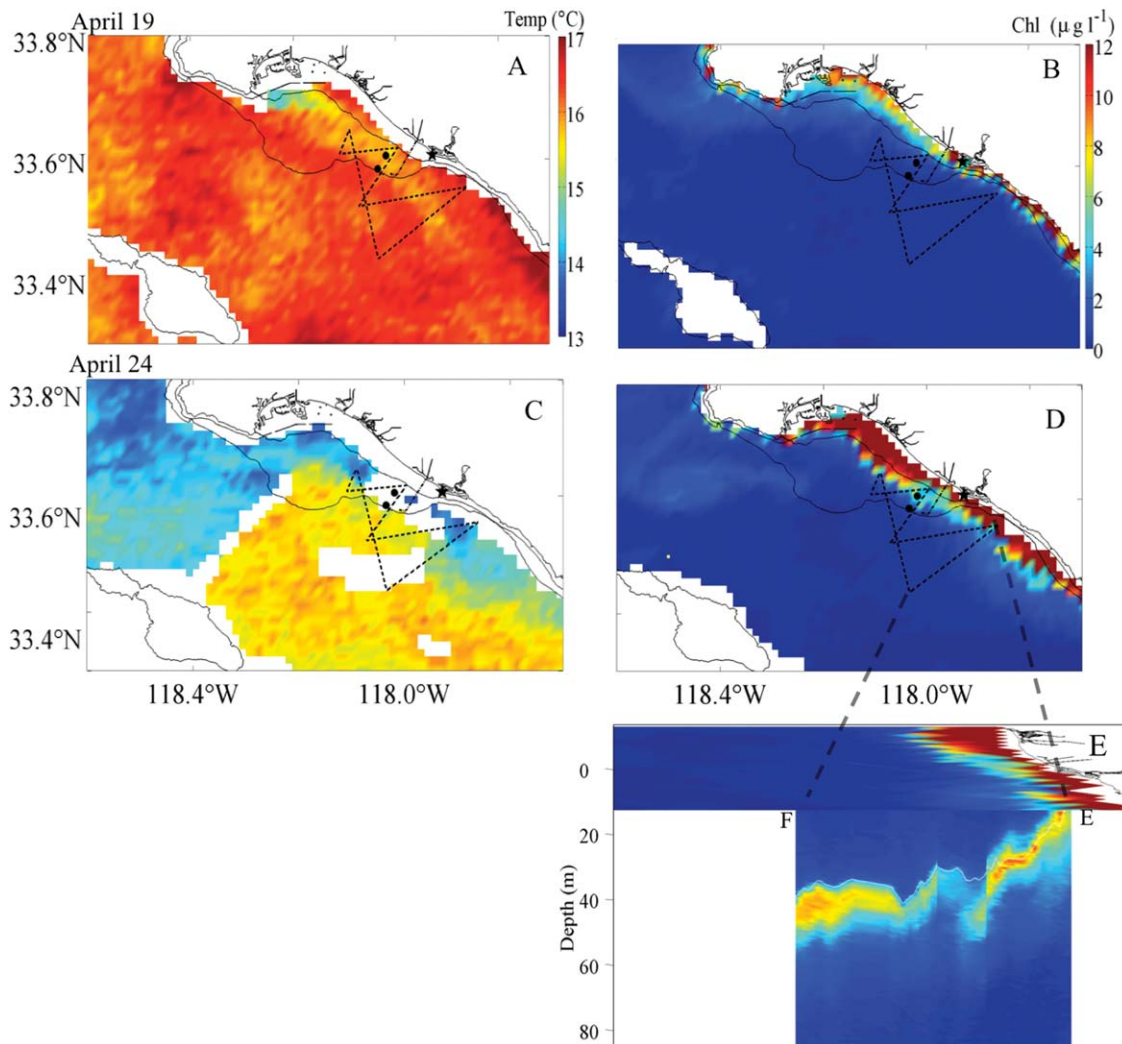 April 19
Temp (°C)
Chl (µg l⁻¹)
A
B
33.8°N
33.6°N
33.4°N
17
16
15
14
13
12
10
8
6
4
2
0
April 24
C
D
33.8°N
33.6°N
33.4°N
118.4°W
118.0°W
118.4°W
118.0°W
E
F
E
Depth (m)
0
20
40
60
80